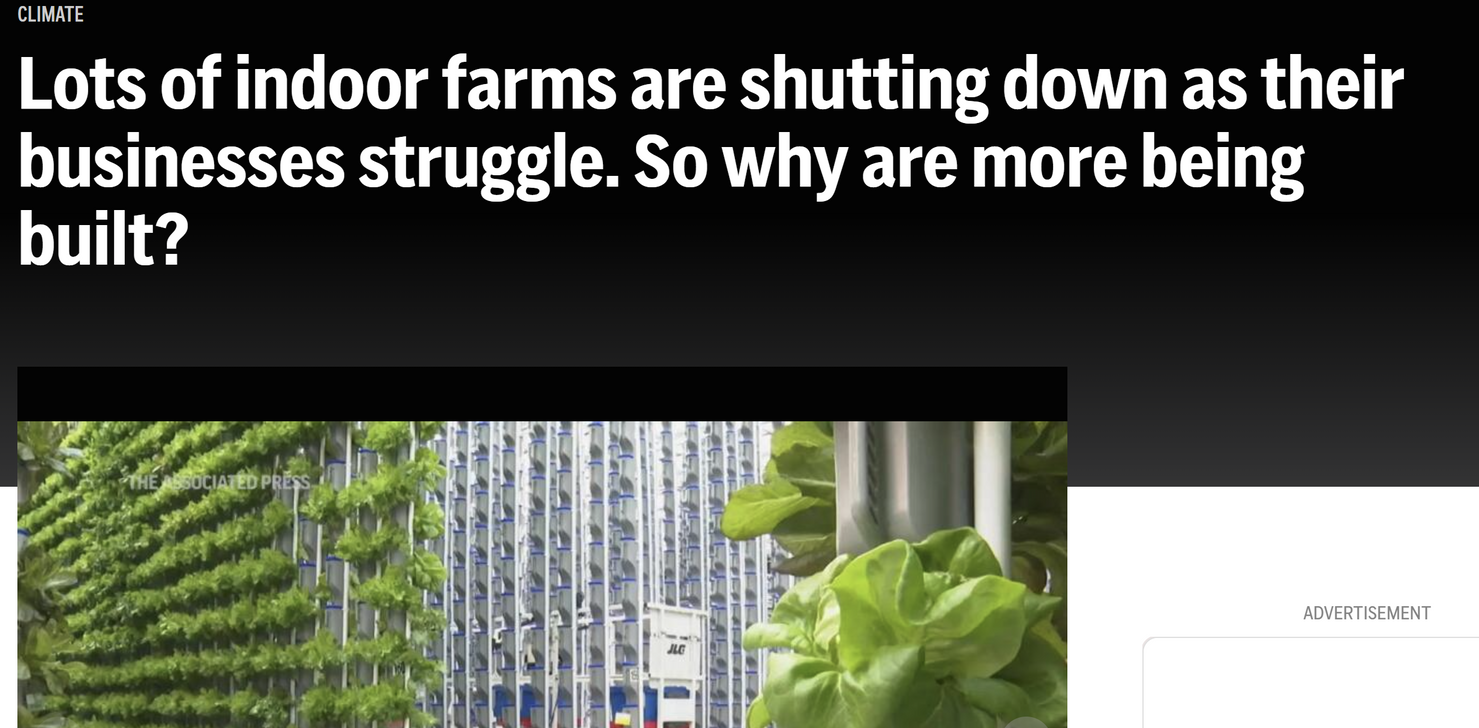 CLIMATE
Lots of indoor farms are shutting down as their
businesses struggle. So why are more being
built?
THE ASSOCIATED PRESS
JLG
ADVERTISEMENT